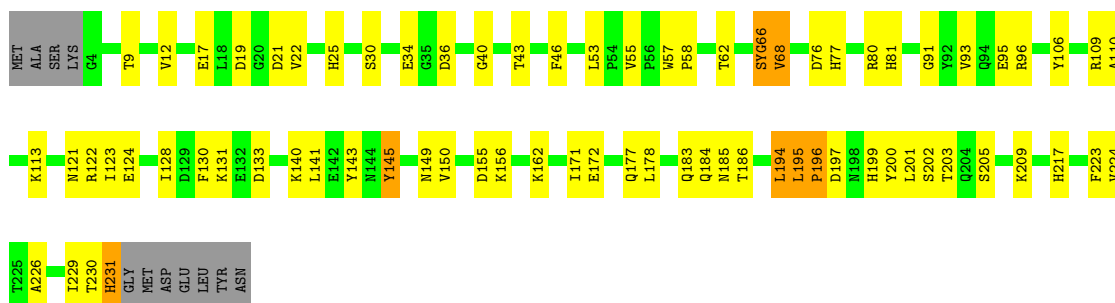 MET ALA SER LYS G4 T9 V12 E17 L18 D19 G20 D21 V22 H25 S30 E34 G35 D36 G40 T43 F46 L53 P54 V55 P56 W57 P58 T62 SYG66 V68 D76 H77 R80 H81 G91 Y92 V93 Q94 E95 R96 Y106 R109 A110
K113 N121 R122 I123 E124 I128 D129 F130 K131 E132 D133 K140 L141 E142 Y143 N144 Y145 N149 V150 D155 K156 K162 I171 E172 Q177 L178 Q183 Q184 N185 T186 L194 L195 P196 D197 N198 H199 Y200 L201 S202 T203 Q204 S205 K209 H217 F223 V224
T225 A226 I229 T230 H231 GLY MET ASP GLU LEU TYR ASN